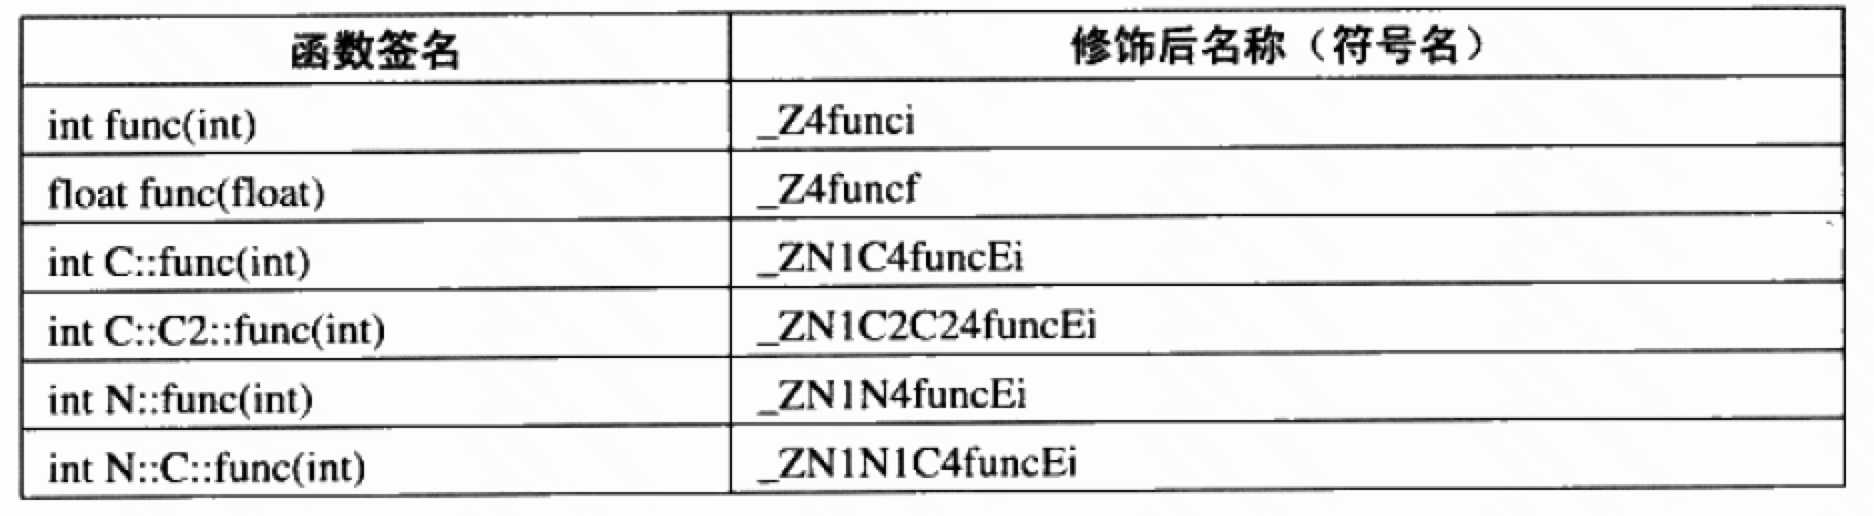 函数签名 修饰后名称（符号名）
int func(int) _Z4funci
float func(float) _Z4funcf
int C::func(int) _ZN1C4funcEi
int C::C2::func(int) _ZN1C2C24funcEi
int N::func(int) _ZN1N4funcEi
int N::C::func(int) _ZN1N1C4funcEi